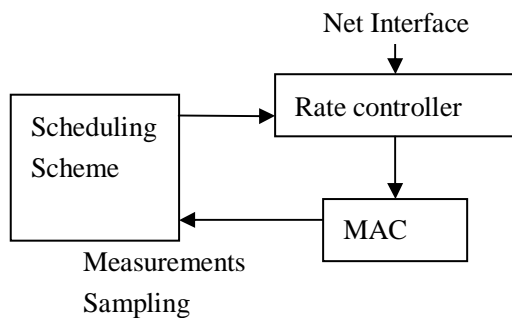 Net Interface
Rate controller
Scheduling
Scheme
MAC
Measurements
Sampling